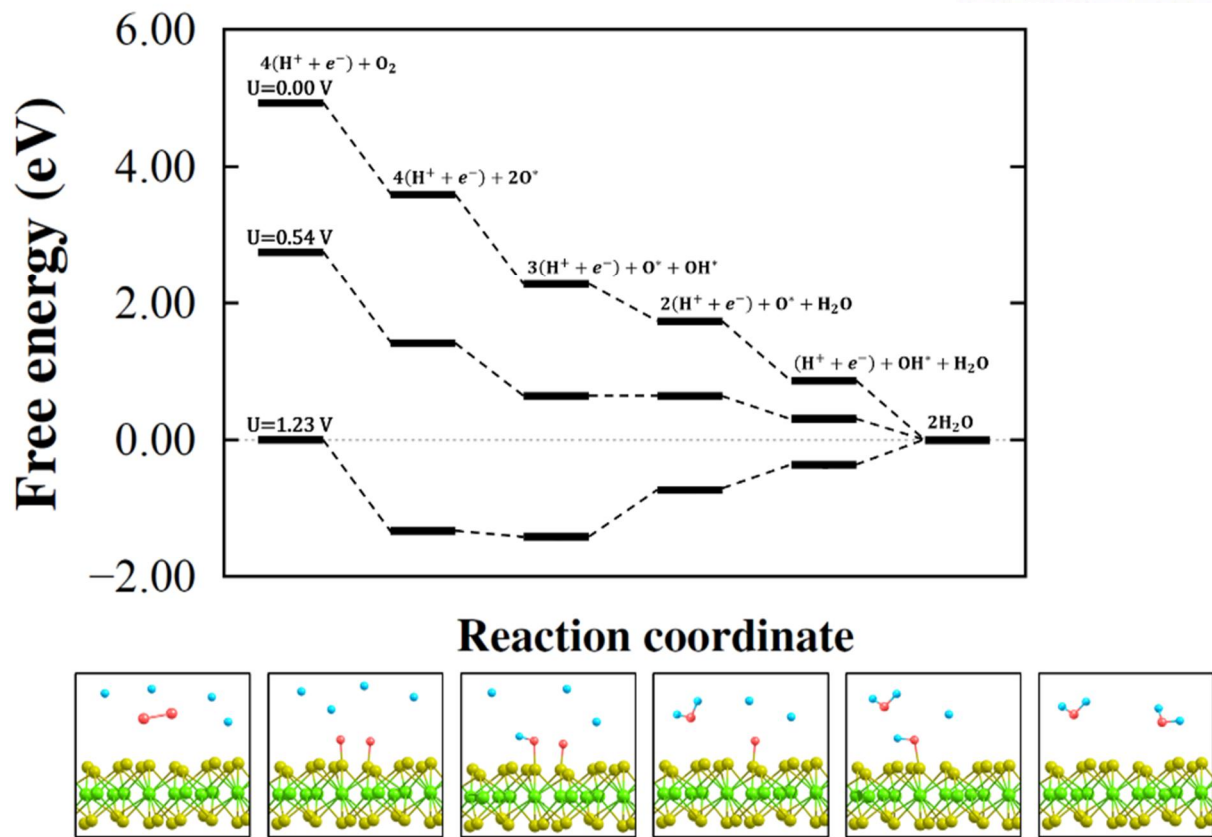 6.00
4.00
2.00
0.00
−2.00
Free energy (eV)
4(H⁺ + e⁻) + O₂
U=0.00 V
4(H⁺ + e⁻) + 2O*
U=0.54 V
3(H⁺ + e⁻) + O* + OH*
2(H⁺ + e⁻) + O* + H₂O
(H⁺ + e⁻) + OH* + H₂O
U=1.23 V
2H₂O
Reaction coordinate